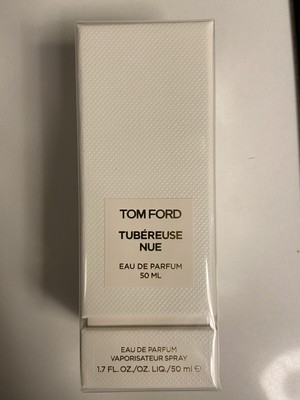 TOM FORD
TUBÉREUSE
NUE
EAU DE PARFUM
50 ML
EAU DE PARFUM
VAPORISATEUR SPRAY
1.7 FL. OZ./OZ. LIQ./50 ml ℮